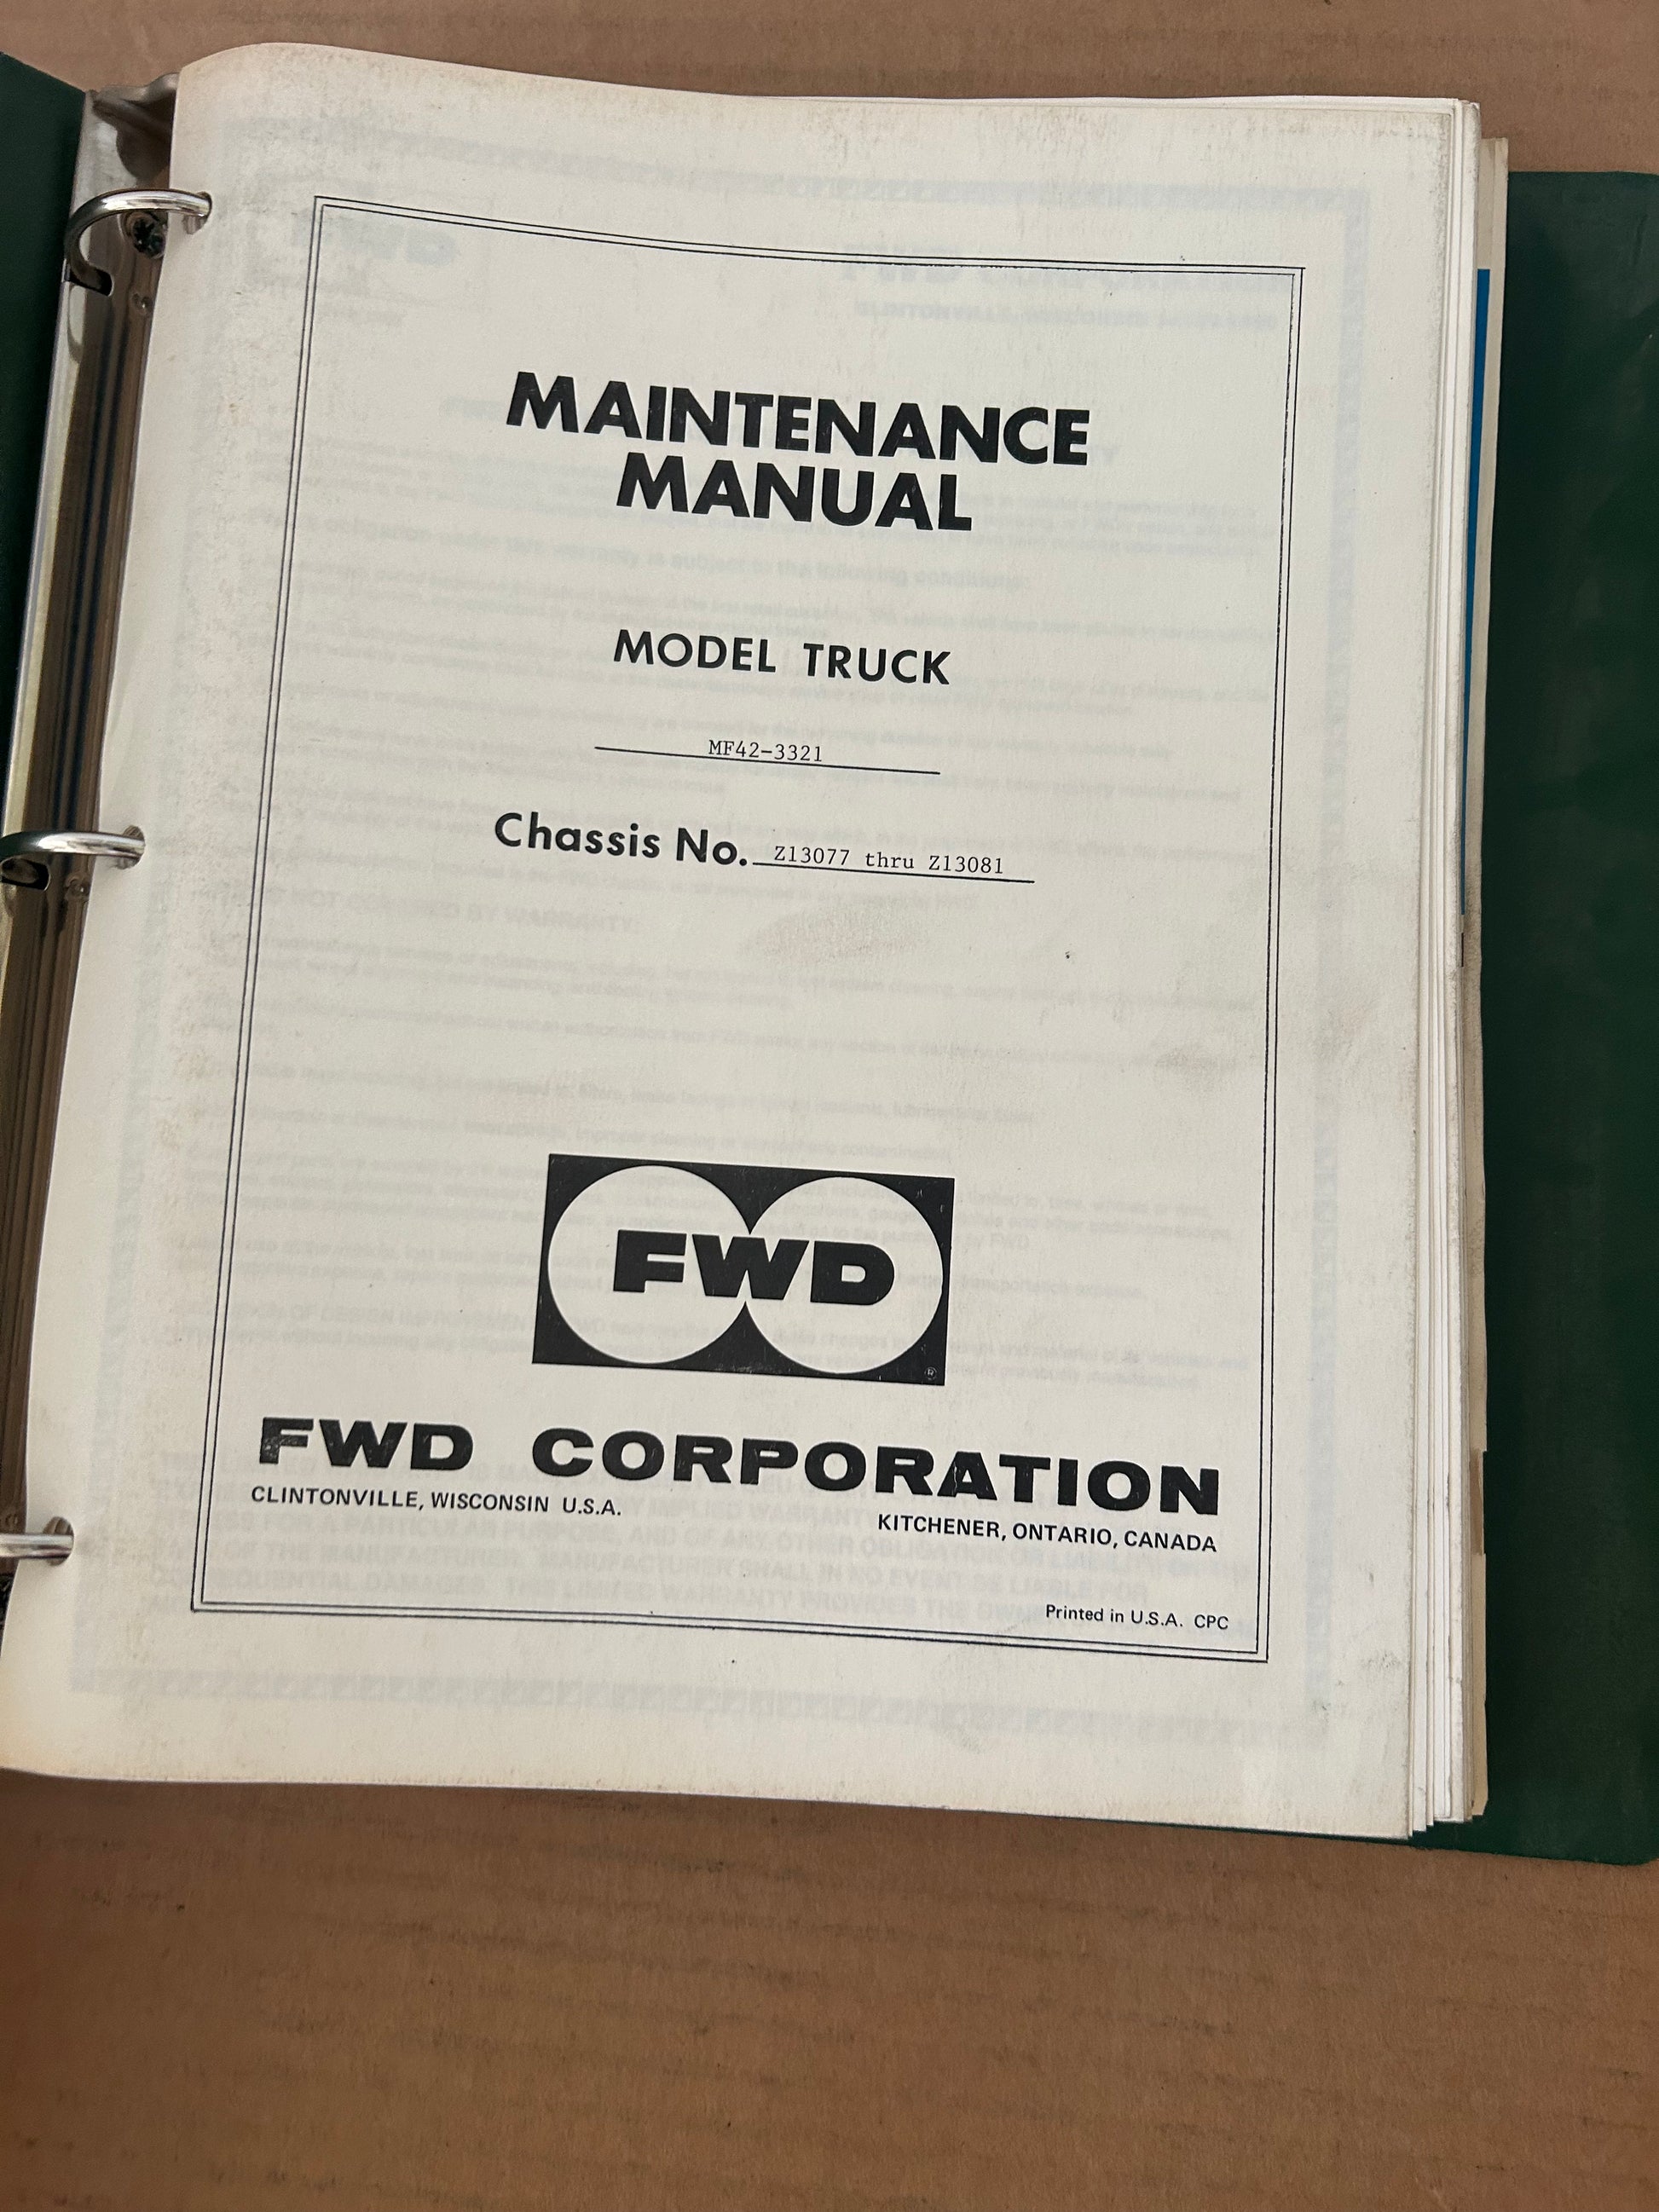 MAINTENANCE
MANUAL
MODEL TRUCK
MF42-3321
Chassis No. Z13077 thru Z13081
FWD
®
FWD CORPORATION
CLINTONVILLE, WISCONSIN U.S.A.
KITCHENER, ONTARIO, CANADA
Printed in U.S.A. CPC